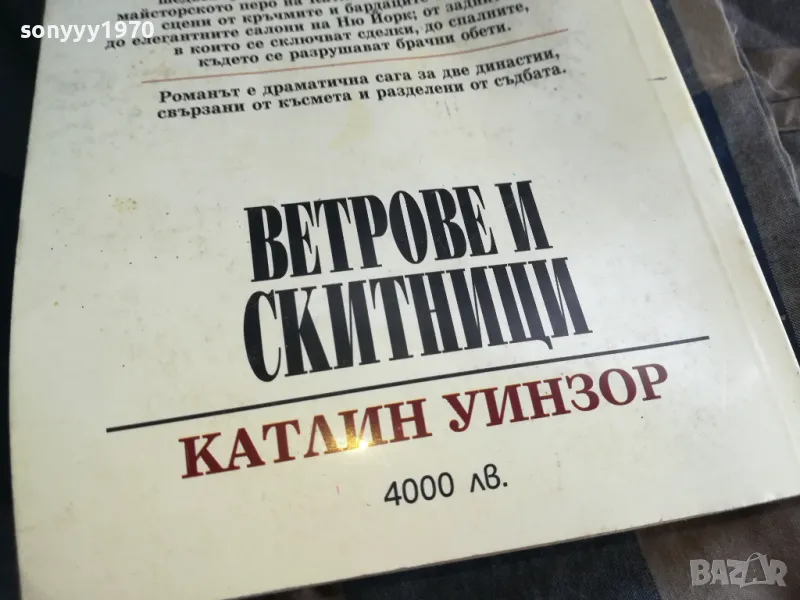 sonyyy1970
майсторското перо на
сцени от кръчмите и бардаците
до елегантните салони на Ню Йорк; от задните
в които се сключват сделки, до спалните,
където се разрушават брачни обети.
Романът е драматична сага за две династии,
свързани от късмета и разделени от съдбата.
ВЕТРОВЕ И
СКИТНИЦИ
КАТЛИН УИНЗОР
4000 лв.
BAZAR